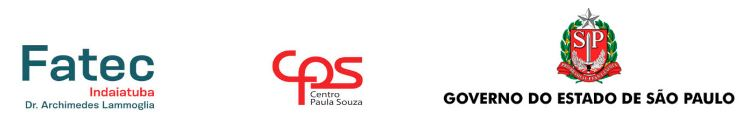 Fatec
Indaiatuba
Dr. Archimedes Lammoglia
cps
Centro
Paula Souza
SP
GOVERNO DO ESTADO DE SÃO PAULO